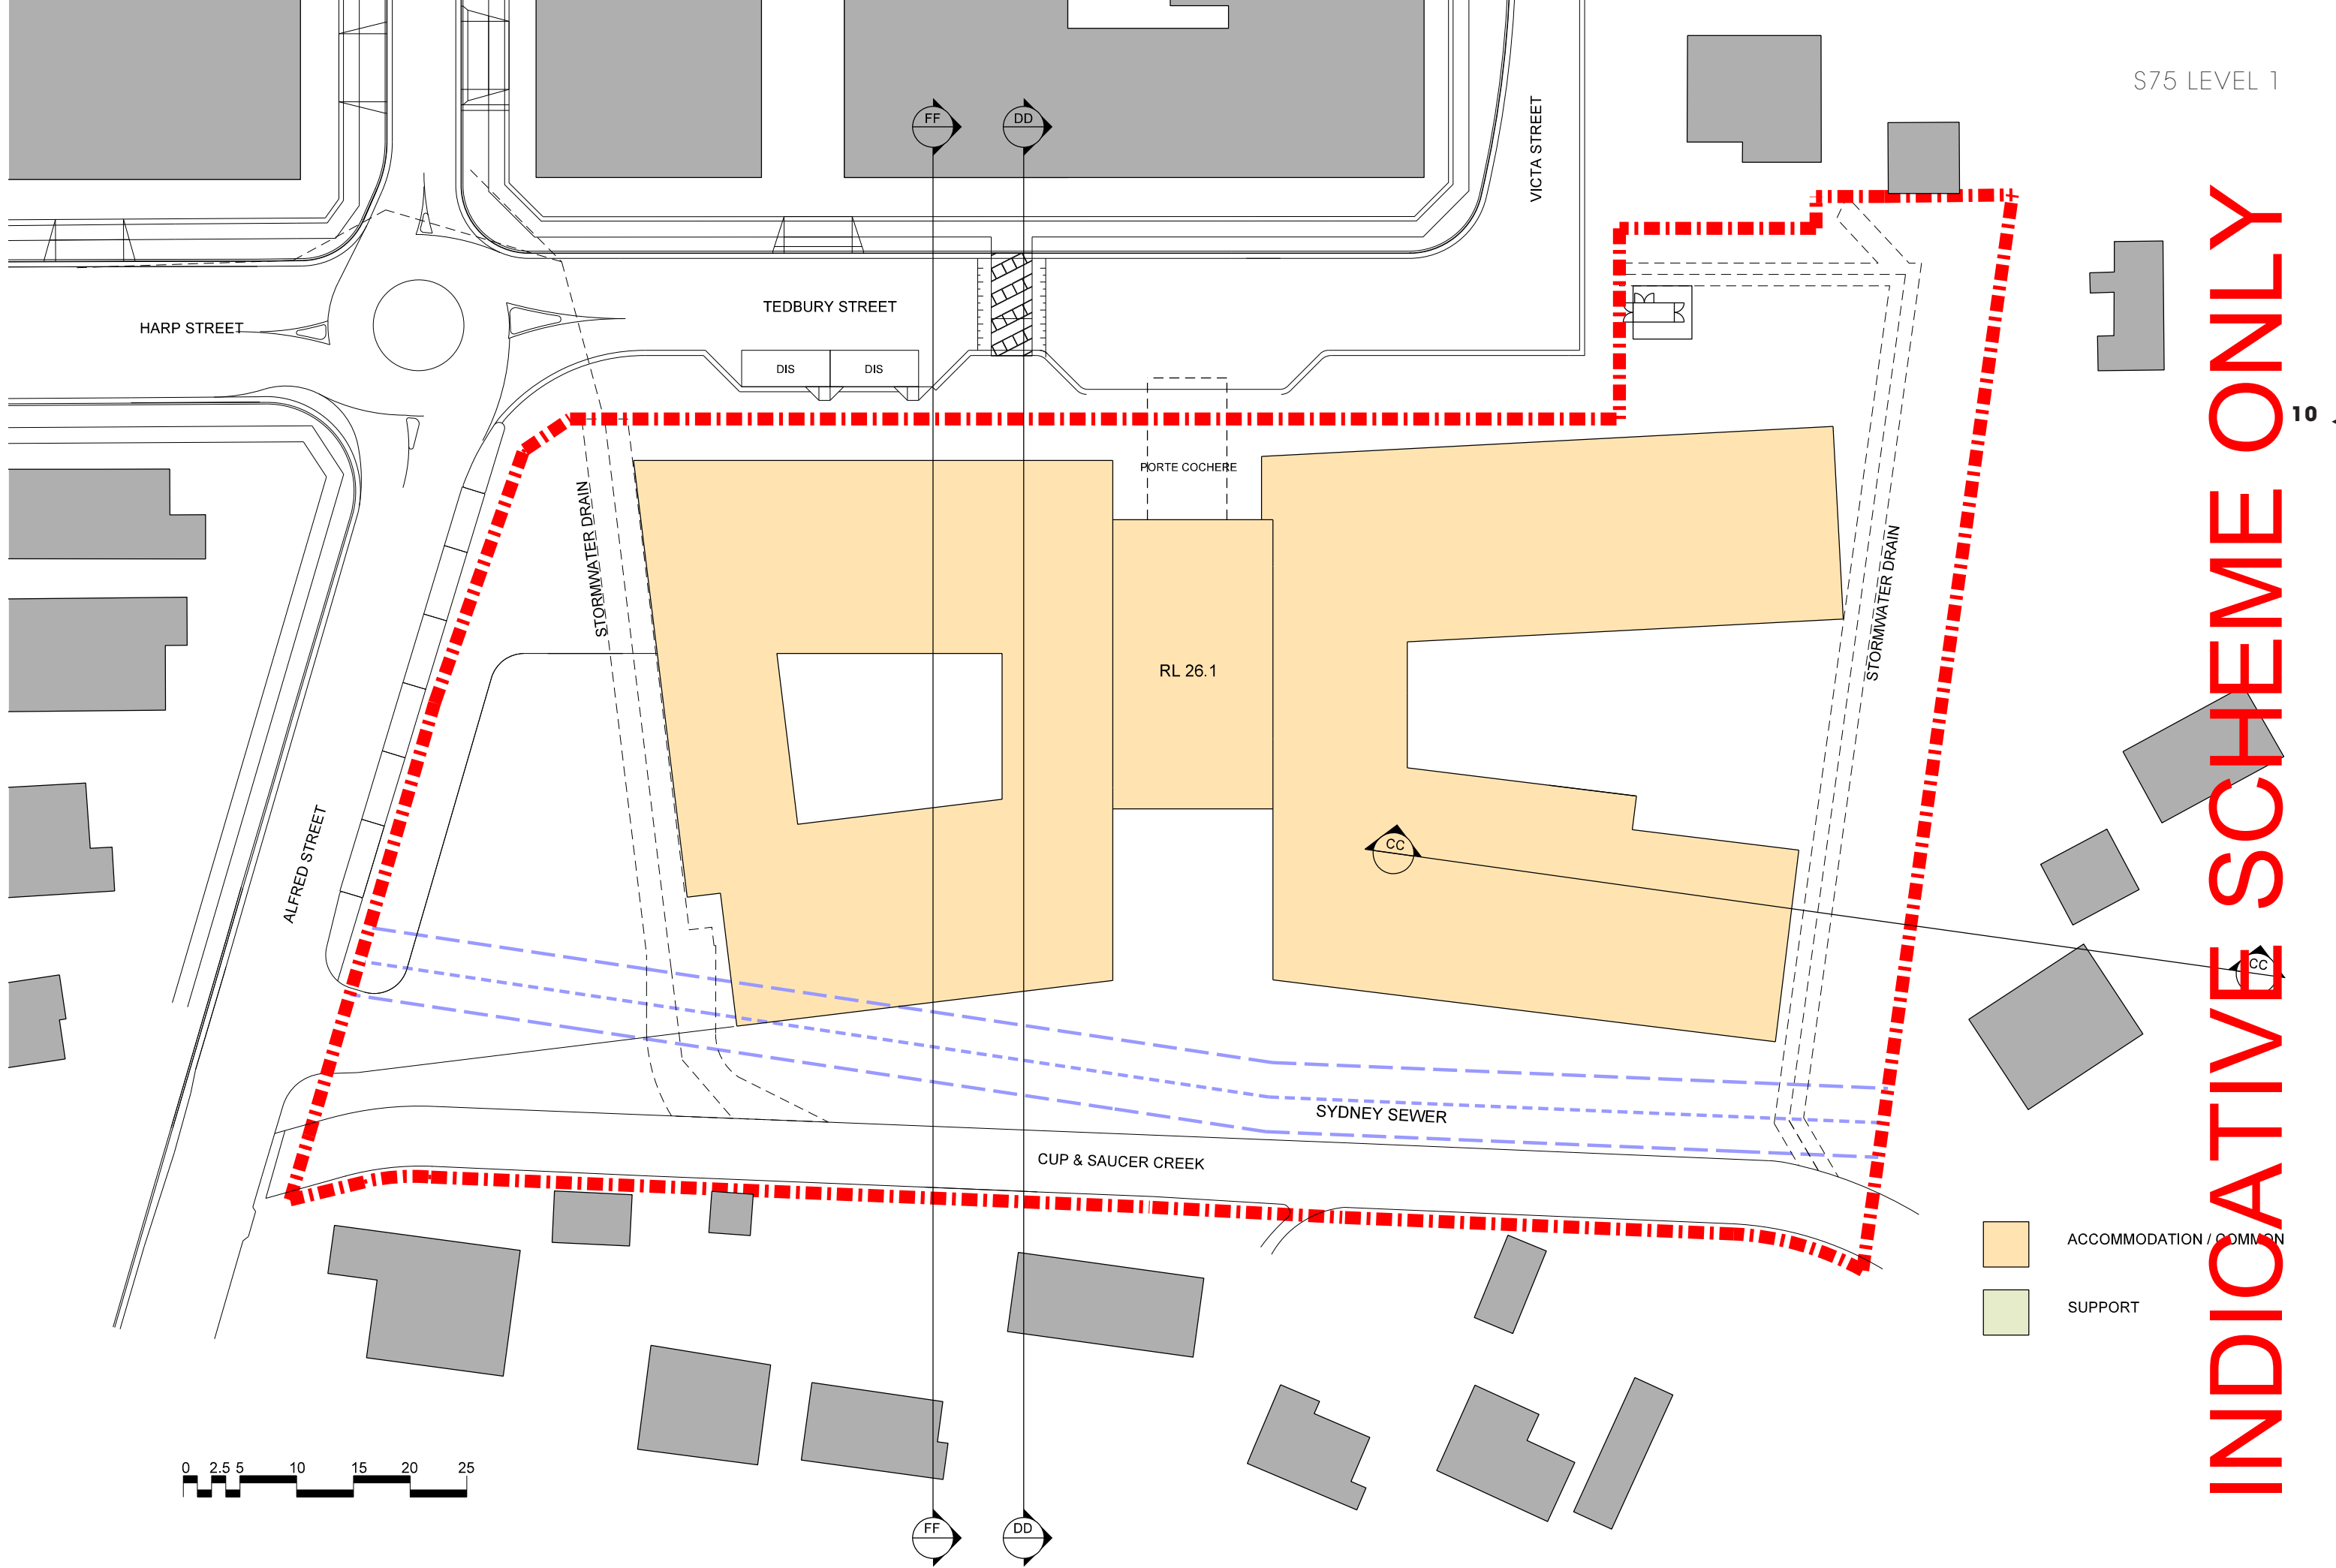 S75 LEVEL 1
FF
DD
VICTA STREET
TEDBURY STREET
HARP STREET
DIS
DIS
10
PORTE COCHERE
STORMWATER DRAIN
STORMWATER DRAIN
RL 26.1
ALFRED STREET
CC
CC
SYDNEY SEWER
CUP & SAUCER CREEK
ACCOMMODATION / COMMON
SUPPORT
INDICATIVE SCHEME ONLY
0 2.5 5 10 15 20 25
FF
DD